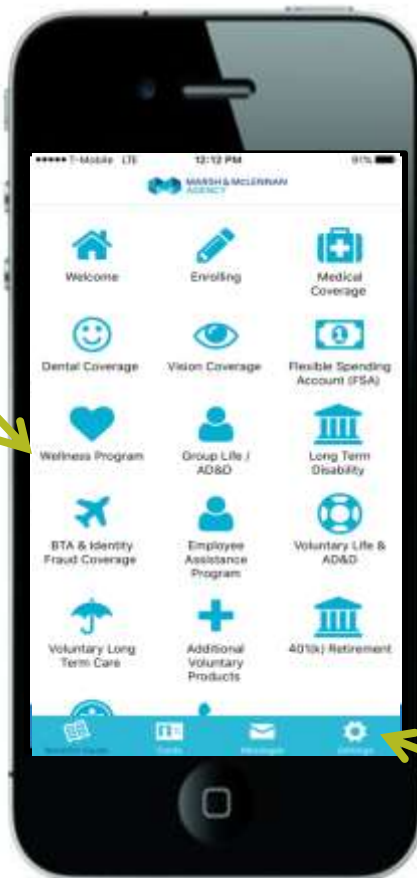 T-Mobile LTE 12:12 PM 91%
MARSH & MCLENNAN
AGENCY
Welcome Enrolling Medical
Coverage
Dental Coverage Vision Coverage Flexible Spending
Account (FSA)
Wellness Program Group Life /
AD&D Long Term
Disability
BTA & Identity
Fraud Coverage Employee
Assistance
Program Voluntary Life &
AD&D
Voluntary Long
Term Care Additional
Voluntary
Products 401(k) Retirement
Cards Messages Settings